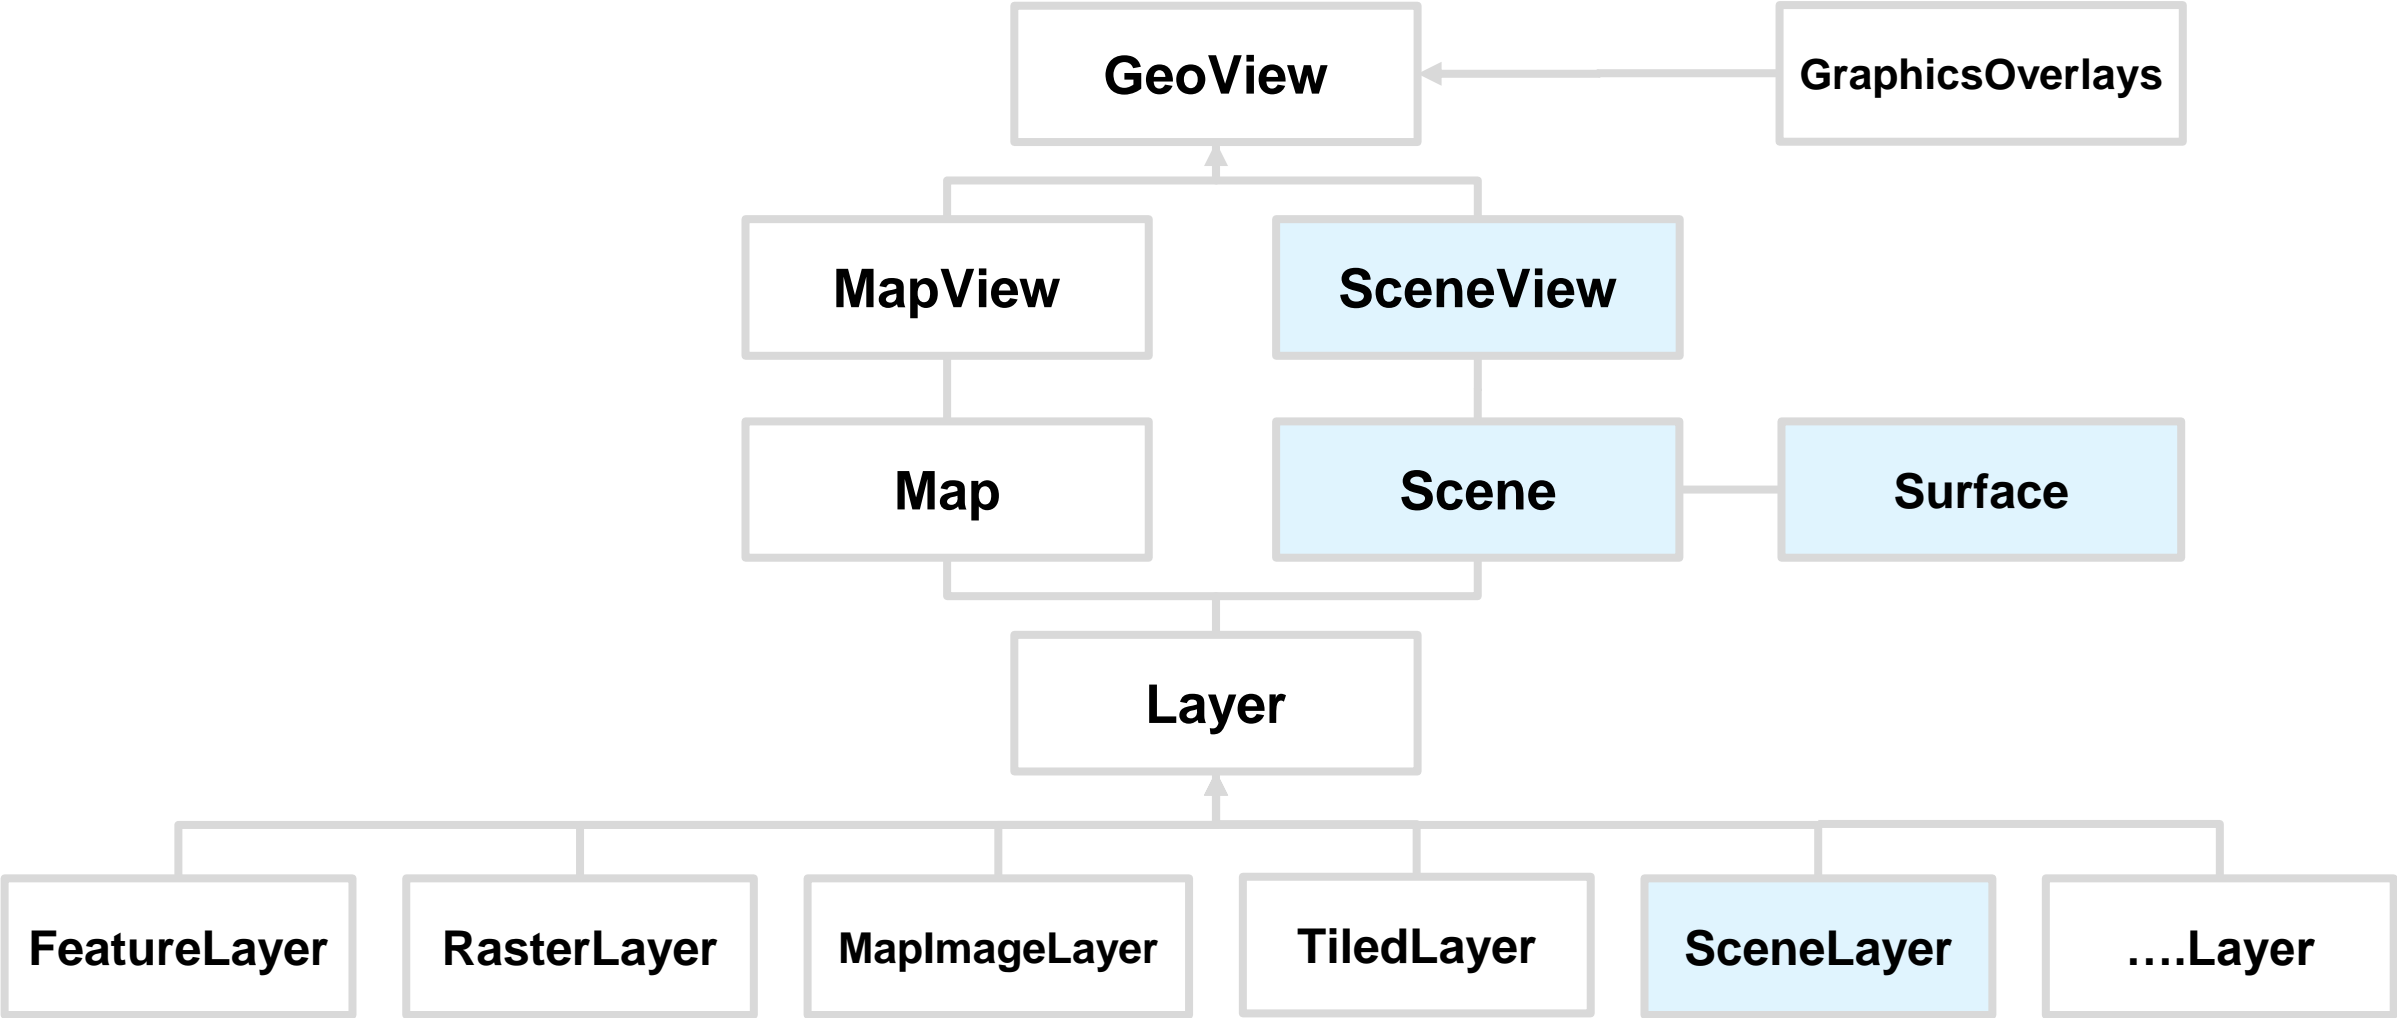 GeoView
GraphicsOverlays
MapView
SceneView
Map
Scene
Surface
Layer
FeatureLayer
RasterLayer
MapImageLayer
TiledLayer
SceneLayer
....Layer